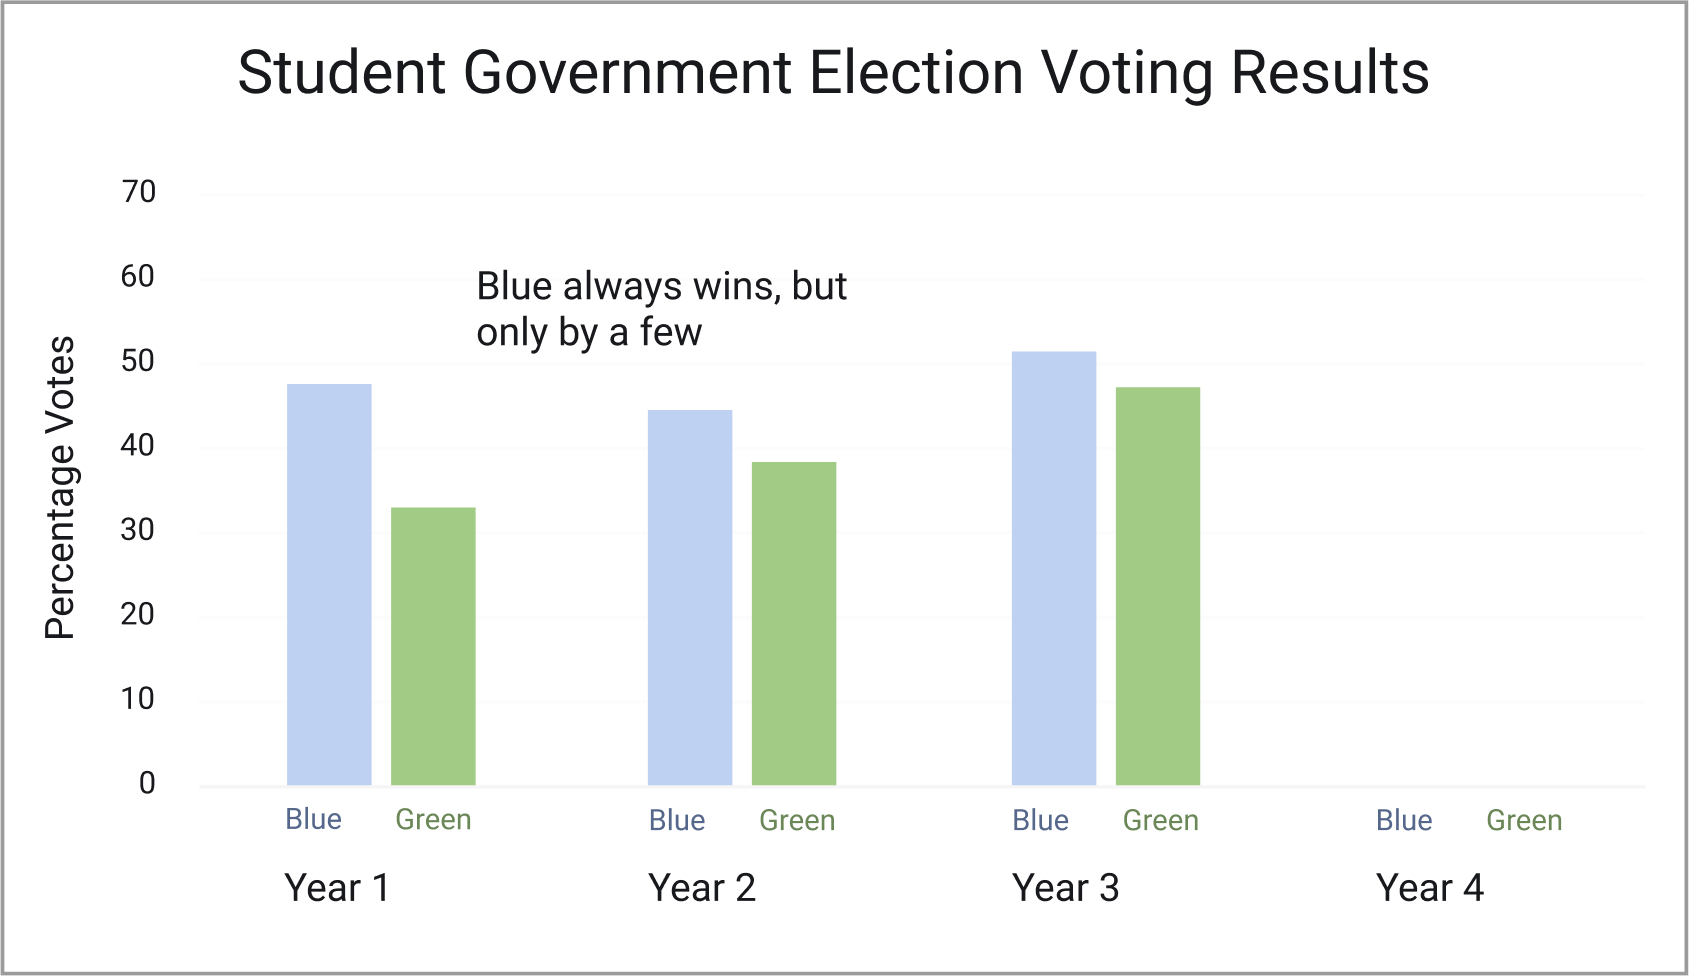 Student Government Election Voting Results
Percentage Votes
70
60
50
40
30
20
10
0
Blue always wins, but
only by a few
Blue Green Blue Green Blue Green Blue Green
Year 1 Year 2 Year 3 Year 4